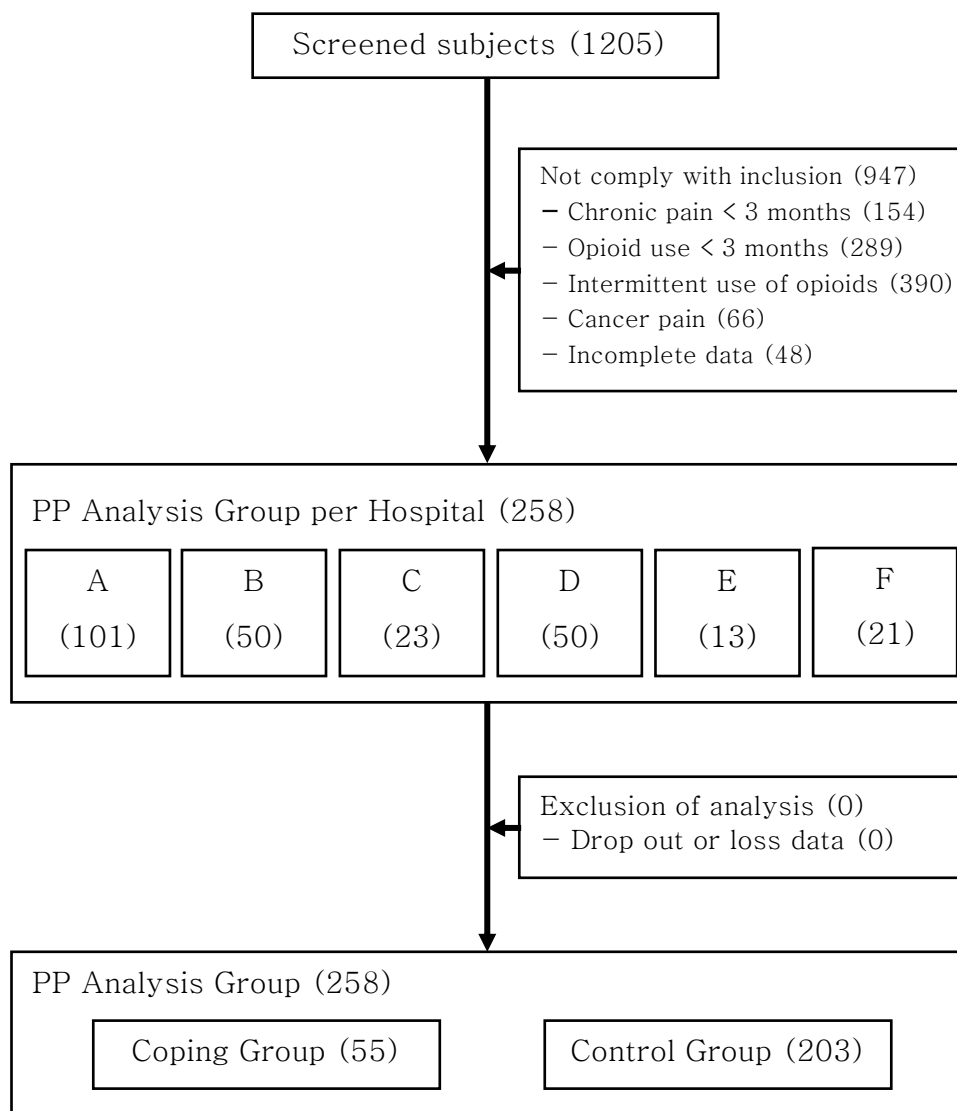 Screened subjects (1205)
Not comply with inclusion (947)
− Chronic pain < 3 months (154)
− Opioid use < 3 months (289)
− Intermittent use of opioids (390)
− Cancer pain (66)
− Incomplete data (48)
PP Analysis Group per Hospital (258)
A B C D E F
(101) (50) (23) (50) (13) (21)
Exclusion of analysis (0)
− Drop out or loss data (0)
PP Analysis Group (258)
Coping Group (55) Control Group (203)